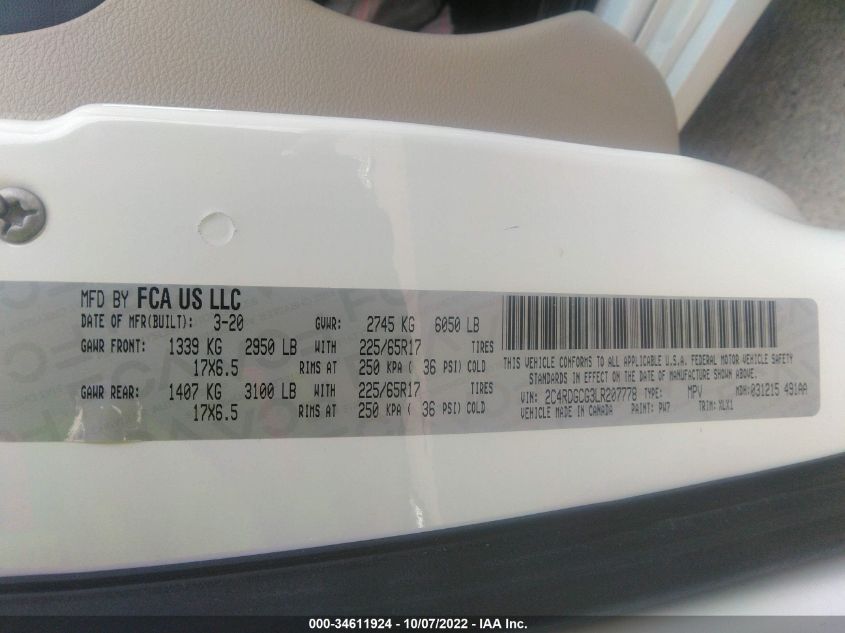 MFD BY FCA US LLC
DATE OF MFR(BUILT): 3-20 GVWR: 2745 KG 6050 LB
GAWR FRONT: 1339 KG 2950 LB WITH 225/65R17 TIRES
17X6.5 RIMS AT 250 KPA ( 36 PSI) COLD
GAWR REAR: 1407 KG 3100 LB WITH 225/65R17 TIRES
17X6.5 RIMS AT 250 KPA ( 36 PSI) COLD
THIS VEHICLE CONFORMS TO ALL APPLICABLE U.S.A. FEDERAL MOTOR VEHICLE SAFETY
STANDARDS IN EFFECT ON THE DATE OF MANUFACTURE SHOWN ABOVE.
VIN: 2C4RDGCG3LR207778 TYPE: MPV MDH: 031215 491AA
VEHICLE MADE IN CANADA PAINT: PW7 TRIM: XLX1
000-34611924 - 10/07/2022 - IAA Inc.